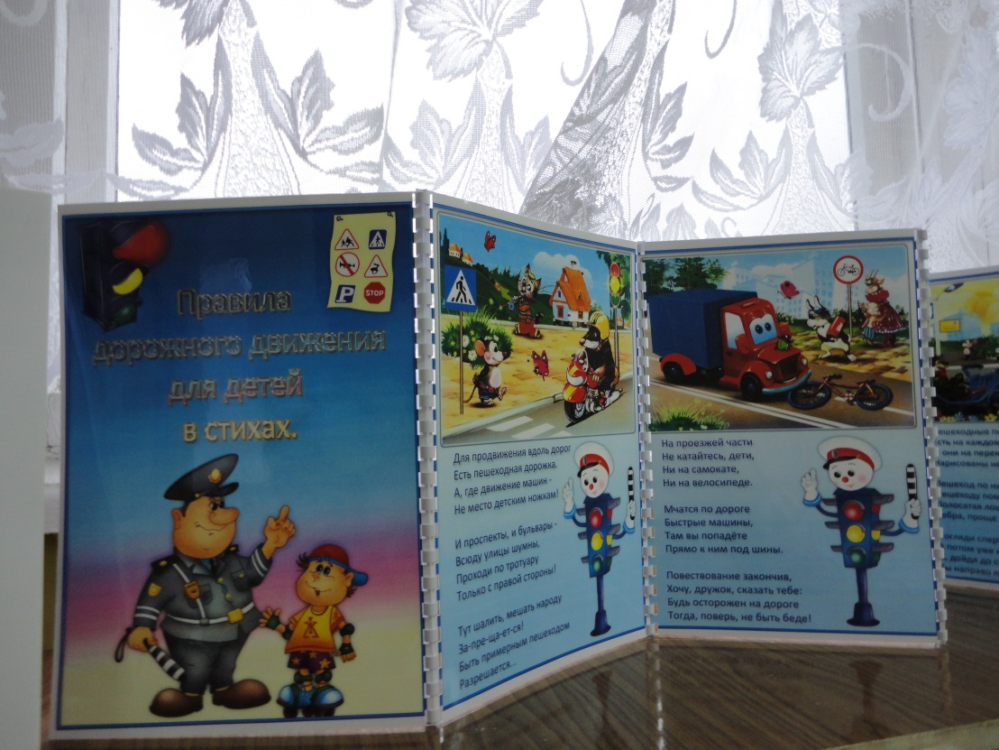 Правила
дорожного движения
для детей
в стихах.
P
STOP
Для продвижения вдоль дорог
Есть пешеходная дорожка.
А, где движение машин -
Не место детским ножкам!
И проспекты, и бульвары -
Всюду улицы шумны,
Проходи по тротуару
Только с правой стороны!
Тут шалить, мешать народу
За-пре-ща-ет-ся!
Быть примерным пешеходом
Разрешается...
На проезжей части
Не катайтесь, дети,
Ни на самокате,
Ни на велосипеде.
Мчатся по дороге
Быстрые машины,
Там вы попадёте
Прямо к ним под шины.
Повествование закончив,
Хочу, дружок, сказать тебе:
Будь осторожен на дороге
Тогда, поверь, не быть беде!
на каждом
они на